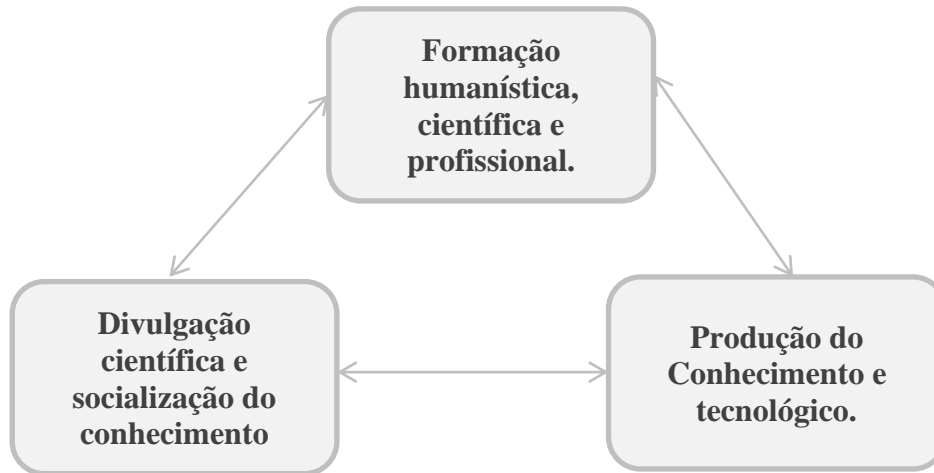 Formação
humanística,
científica e
profissional.
Divulgação
científica e
socialização do
conhecimento
Produção do
Conhecimento e
tecnológico.